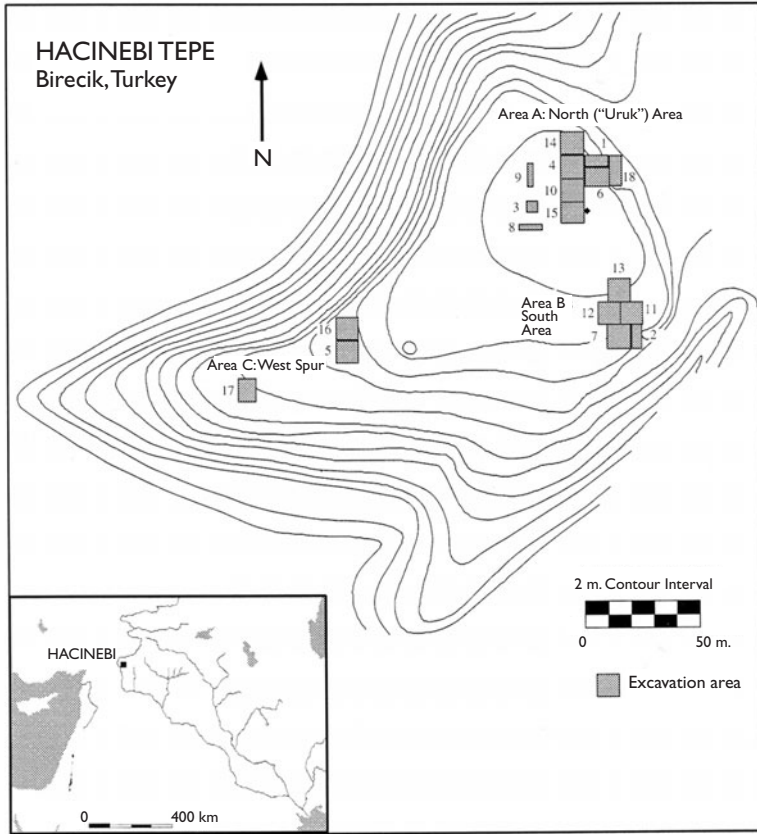 HACINEBI TEPE
Birecik, Turkey
N
Area A: North ("Uruk") Area
14
1
4
9
18
10
6
3
15
8
13
Area B
South
Area
12
11
7
2
16
5
Area C: West Spur
17
2 m. Contour Interval
0
50 m.
Excavation area
HACINEBI
0
400 km